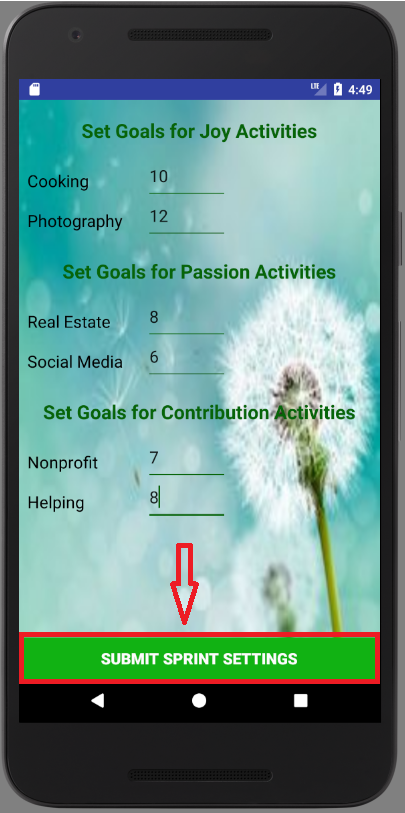 LTE 4:49
Set Goals for Joy Activities
Cooking 10
Photography 12
Set Goals for Passion Activities
Real Estate 8
Social Media 6
Set Goals for Contribution Activities
Nonprofit 7
Helping 8
SUBMIT SPRINT SETTINGS